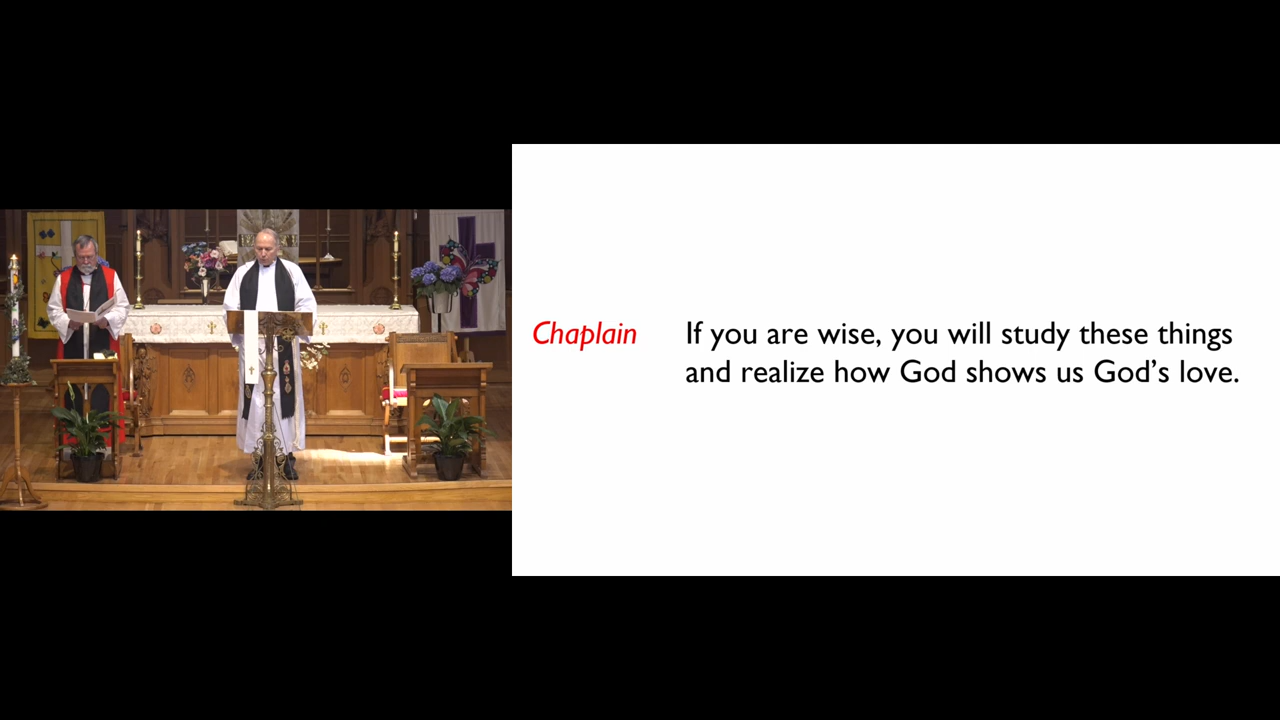 Chaplain If you are wise, you will study these things
and realize how God shows us God's love.